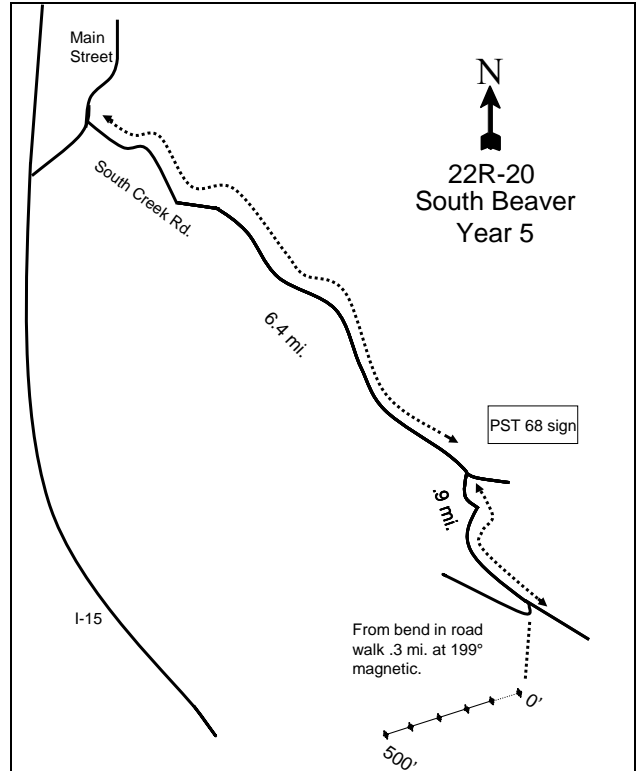 Main
Street
N
22R-20
South Beaver
Year 5
South Creek Rd.
6.4 mi.
PST 68 sign
.9 mi.
I-15
From bend in road
walk .3 mi. at 199°
magnetic.
0'
500'